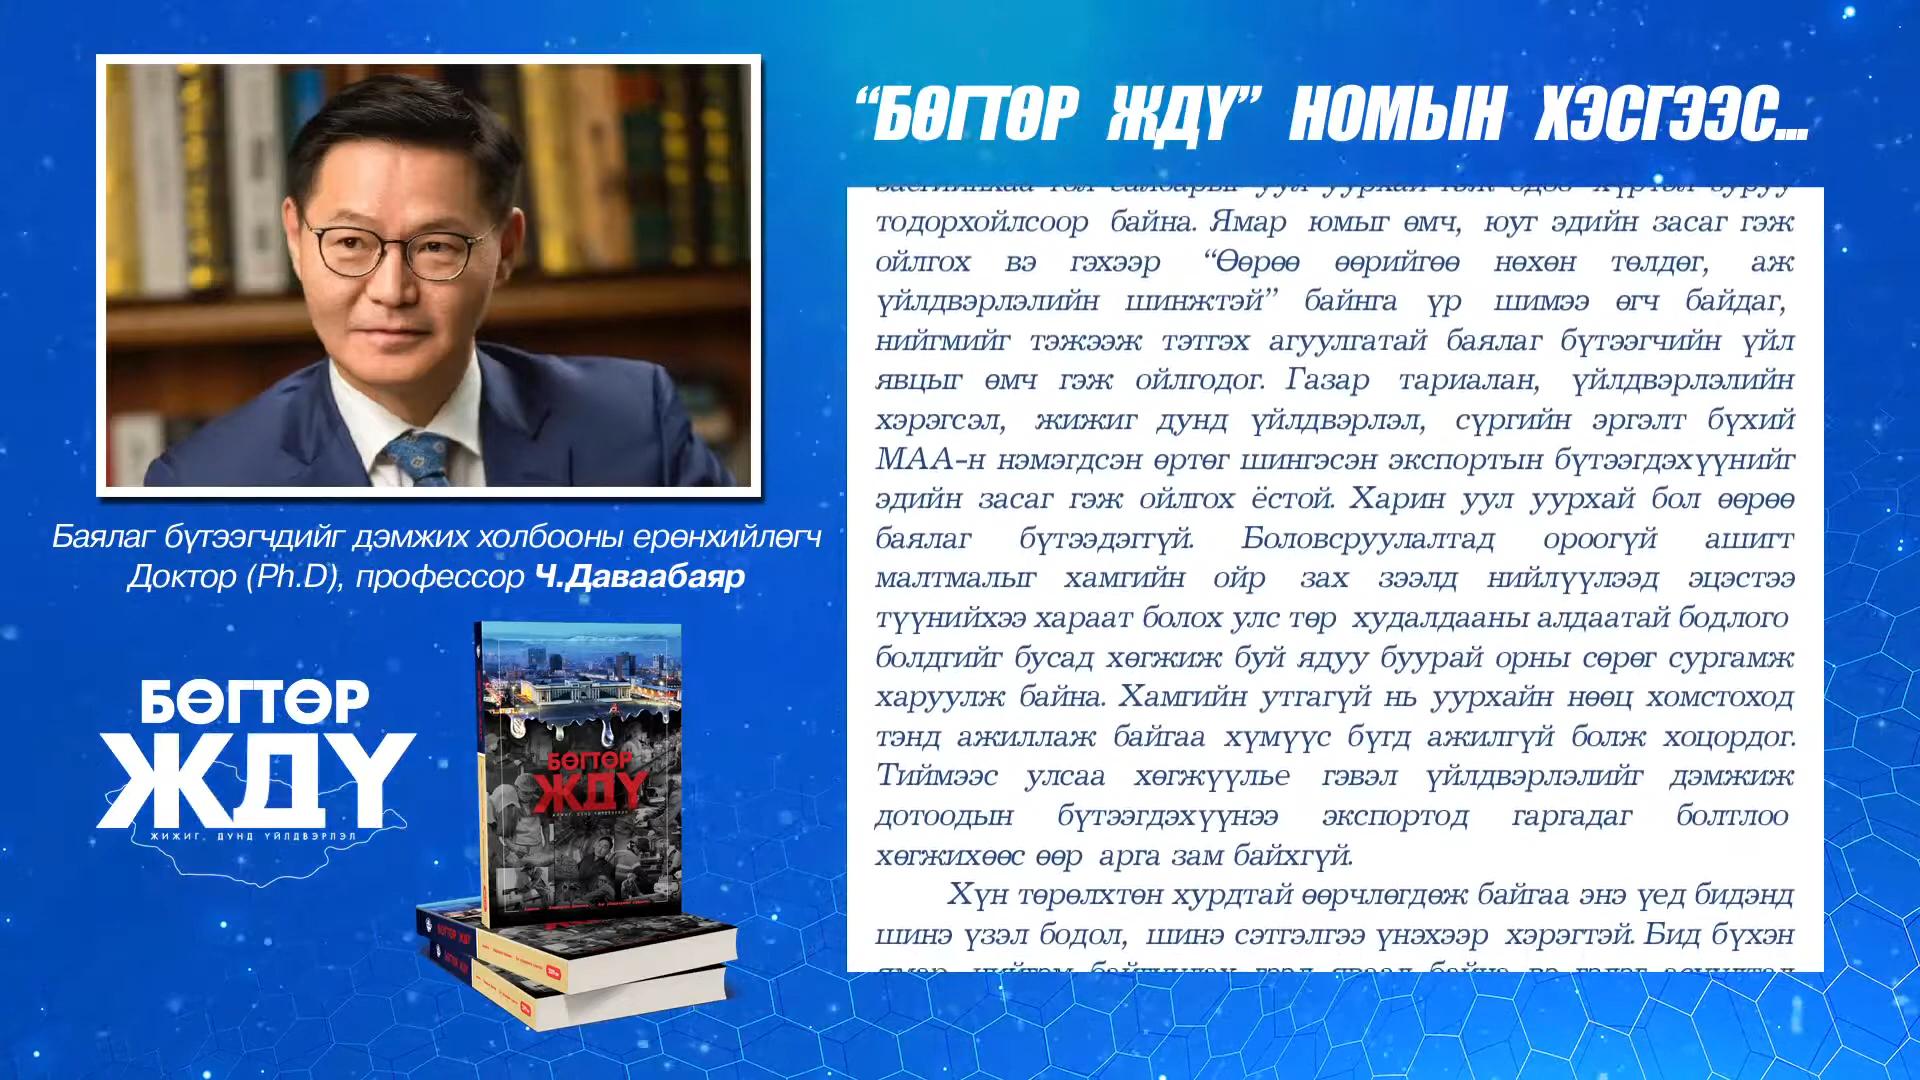 “БӨГТӨР ЖДҮ” НОМЫН ХЭСГЭЭС...
тодорхойлсоор байна. Ямар юмыг өмч, юуг эдийн засаг гэж
ойлгох вэ гэхээр “Өөрөө өөрийгөө нөхөн төлдөг, аж
үйлдвэрлэлийн шинжтэй” байнга үр шимээ өгч байдаг,
нийгмийг тэжээж тэтгэх агуулгатай баялаг бүтээгчийн үйл
явцыг өмч гэж ойлгодог. Газар тариалан, үйлдвэрлэлийн
хэрэгсэл, жижиг дунд үйлдвэрлэл, сүргийн эргэлт бүхий
МАА-н нэмэгдсэн өртөг шингэсэн экспортын бүтээгдэхүүнийг
эдийн засаг гэж ойлгох ёстой. Харин уул уурхай бол өөрөө
баялаг бүтээдэггүй. Боловсруулалтад ороогүй ашигт
малтмалыг хамгийн ойр зах зээлд нийлүүлээд эцэстээ
түүнийхээ хараат болох улс төр худалдааны алдаатай бодлого
болдгийг бусад хөгжиж буй ядуу буурай орны сөрөг сургамж
харуулж байна. Хамгийн утгагүй нь уурхайн нөөц хомстоход
тэнд ажиллаж байгаа хүмүүс бүгд ажилгүй болж хоцордог.
Тиймээс улсаа хөгжүүлье гэвэл үйлдвэрлэлийг дэмжиж
дотоодын бүтээгдэхүүнээ экспортод гаргадаг болтлоо
хөгжихөөс өөр арга зам байхгүй.
Хүн төрөлхтөн хурдтай өөрчлөгдөж байгаа энэ үед бидэнд
шинэ үзэл бодол, шинэ сэтгэлгээ үнэхээр хэрэгтэй. Бид бүхэн
Баялаг бүтээгчдийг дэмжих холбооны ерөнхийлөгч
Доктор (Ph.D), профессор Ч.Даваабаяр
БӨГТӨР
ЖДҮ
ЖИЖИГ, ДУНД ҮЙЛДВЭРЛЭЛ
БӨГТӨР
ЖДҮ
БӨГТӨР ЖДҮ
БӨГТӨР ЖДҮ